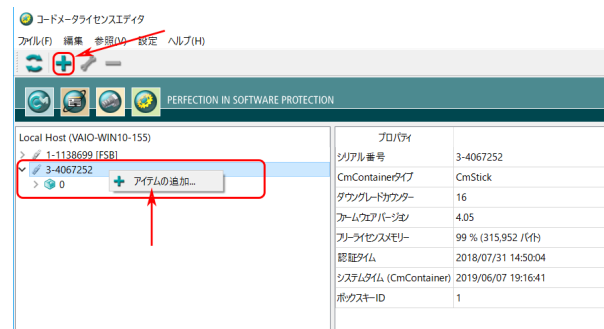 コードメータライセンスエディタ
ファイル(F) 編集 参照(V) 設定 ヘルプ(H)
PERFECTION IN SOFTWARE PROTECTION
Local Host (VAIO-WIN10-155)
1-1138699 [FSB]
3-4067252
0
アイテムの追加...
プロパティ
シリアル番号 3-4067252
CmContainerタイプ CmStick
ダウングレードカウンター 16
ファームウェアバージョン 4.05
フリーライセンスメモリー 99 % (315,952 バイト)
認証タイム 2018/07/31 14:50:04
システムタイム (CmContainer) 2019/06/07 19:16:41
ボックスキーID 1